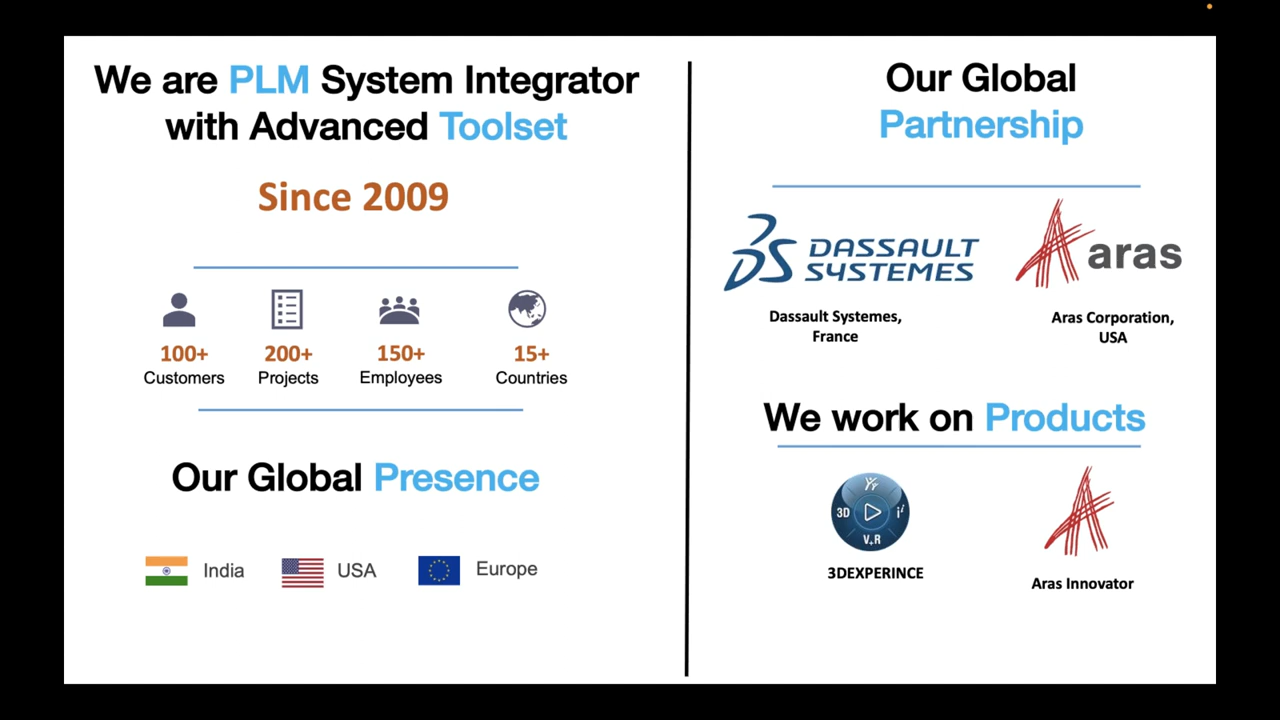 We are PLM System Integrator
with Advanced Toolset
Since 2009
100+
Customers
200+
Projects
150+
Employees
15+
Countries
Our Global Presence
India
USA
Europe
Our Global
Partnership
DASSAULT
SYSTEMES
aras
Dassault Systemes,
France
Aras Corporation,
USA
We work on Products
3D
i²
V+R
3DEXPERINCE
Aras Innovator